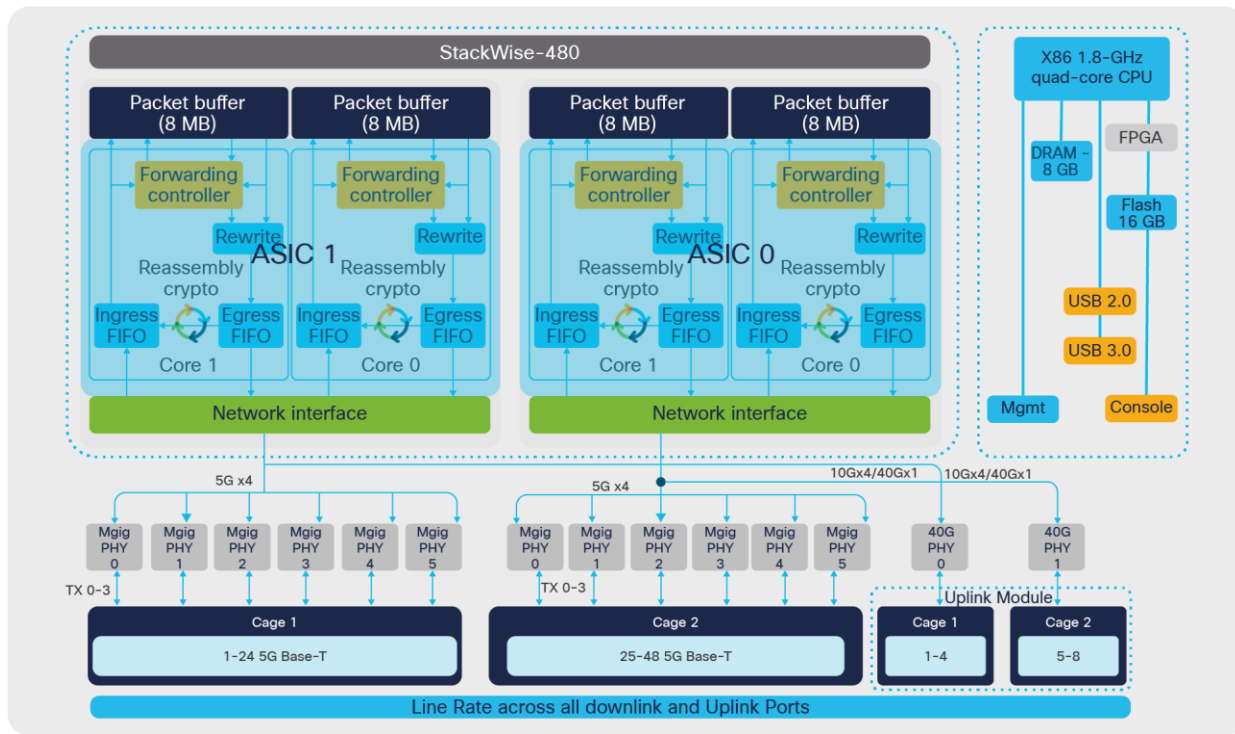 StackWise-480
Packet buffer
(8 MB)
Packet buffer
(8 MB)
Packet buffer
(8 MB)
Packet buffer
(8 MB)
Forwarding
controller
Forwarding
controller
Forwarding
controller
Forwarding
controller
Rewrite
Rewrite
Rewrite
Rewrite
ASIC 1
ASIC 0
Reassembly
crypto
Reassembly
crypto
Reassembly
crypto
Reassembly
crypto
Ingress
FIFO
Egress
FIFO
Ingress
FIFO
Egress
FIFO
Ingress
FIFO
Egress
FIFO
Ingress
FIFO
Egress
FIFO
Core 1
Core 0
Core 1
Core 0
Network interface
Network interface
X86 1.8-GHz
quad-core CPU
FPGA
DRAM -
8 GB
Flash
16 GB
USB 2.0
USB 3.0
Mgmt
Console
5G x4
5G x4
10Gx4/40Gx1
10Gx4/40Gx1
Mgig
PHY
0
Mgig
PHY
1
Mgig
PHY
2
Mgig
PHY
3
Mgig
PHY
4
Mgig
PHY
5
Mgig
PHY
0
Mgig
PHY
1
Mgig
PHY
2
Mgig
PHY
3
Mgig
PHY
4
Mgig
PHY
5
40G
PHY
0
40G
PHY
1
TX 0-3
TX 0-3
Uplink Module
Cage 1
1-24 5G Base-T
Cage 2
25-48 5G Base-T
Cage 1
1-4
Cage 2
5-8
Line Rate across all downlink and Uplink Ports